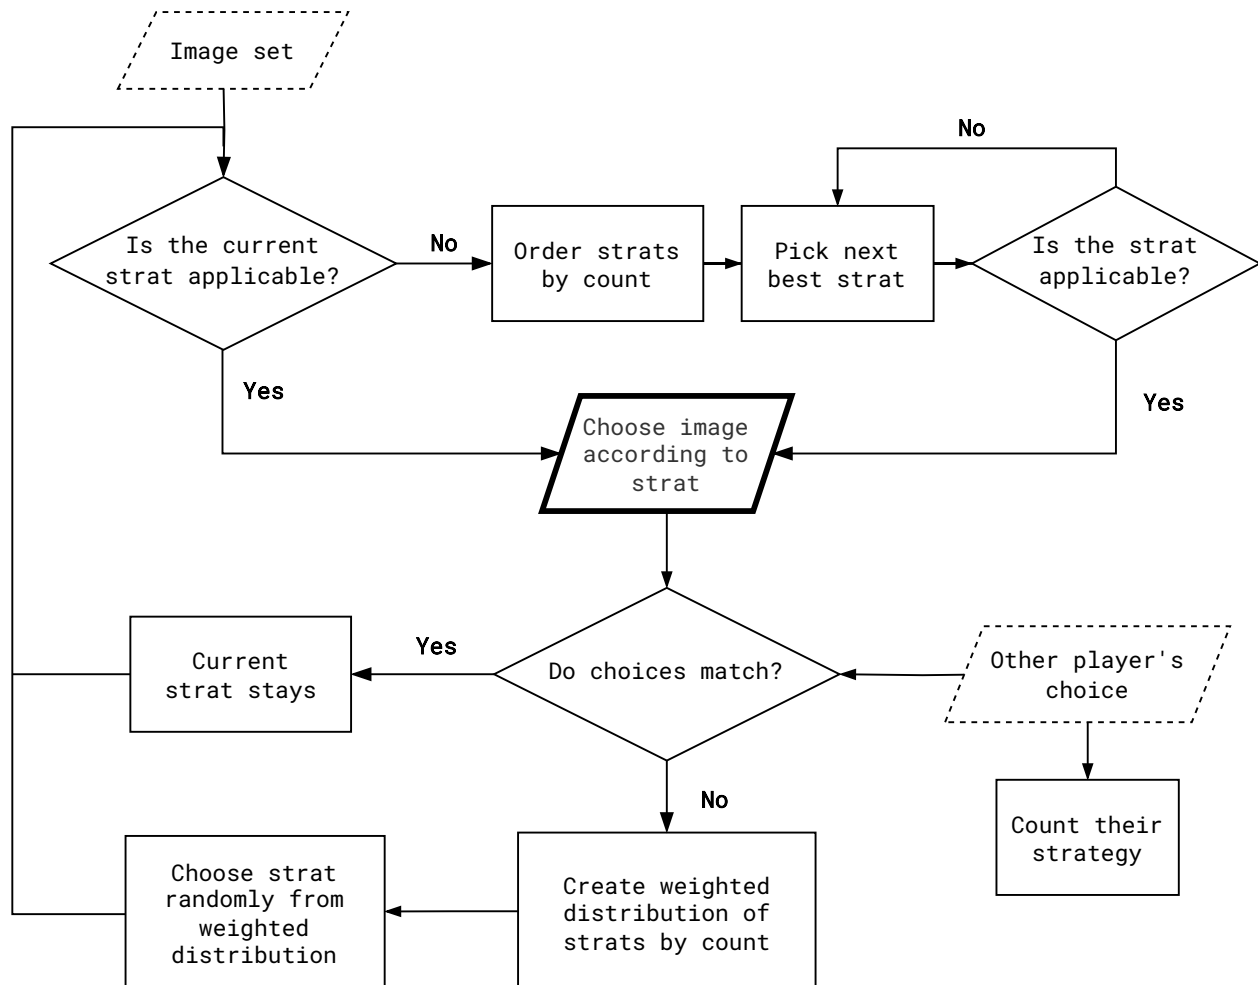 Image set
No
Is the current
strat applicable?
No
Order strats
by count
Pick next
best strat
Is the strat
applicable?
Yes
Yes
Choose image
according to
strat
Yes
Current
strat stays
Do choices match?
Other player's
choice
No
Count their
strategy
Choose strat
randomly from
weighted
distribution
Create weighted
distribution of
strats by count